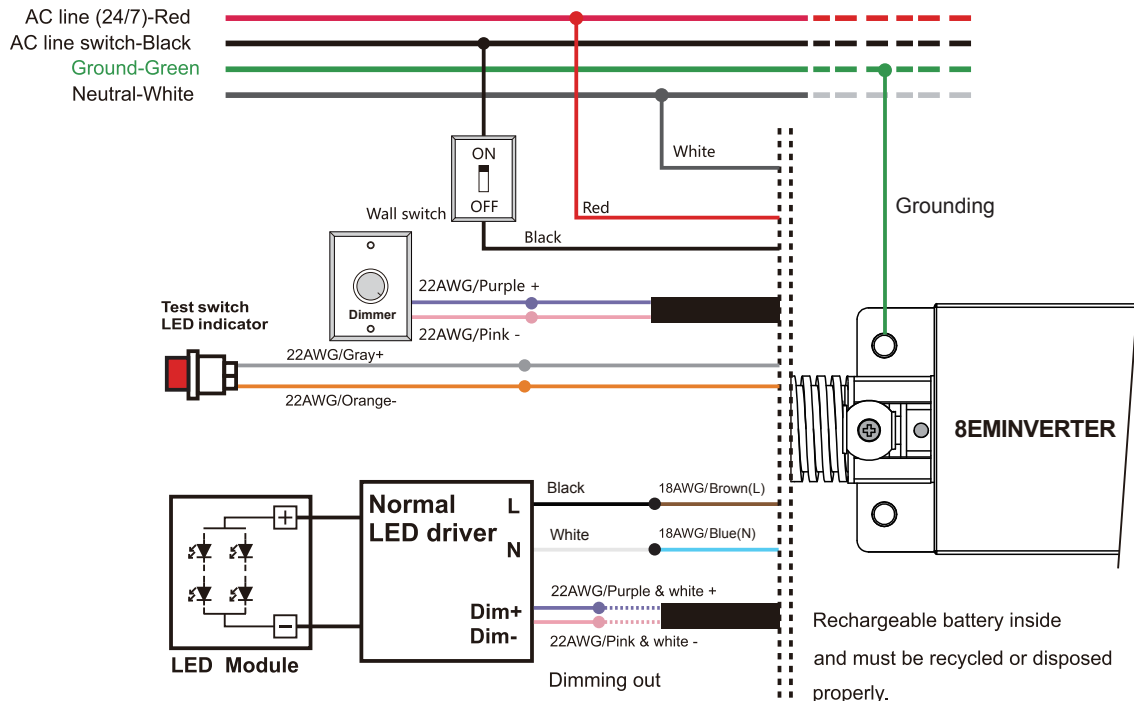 AC line (24/7)-Red
AC line switch-Black
Ground-Green
Neutral-White
ON
OFF
Wall switch
White
Red
Black
Grounding
Dimmer
22AWG/Purple +
22AWG/Pink -
Test switch
LED indicator
22AWG/Gray+
22AWG/Orange-
8EMINVERTER
Normal
LED driver
L
N
Black
18AWG/Brown(L)
White
18AWG/Blue(N)
Dim+
Dim-
22AWG/Purple & white +
22AWG/Pink & white -
Dimming out
+
−
LED Module
Rechargeable battery inside
and must be recycled or disposed
properly.